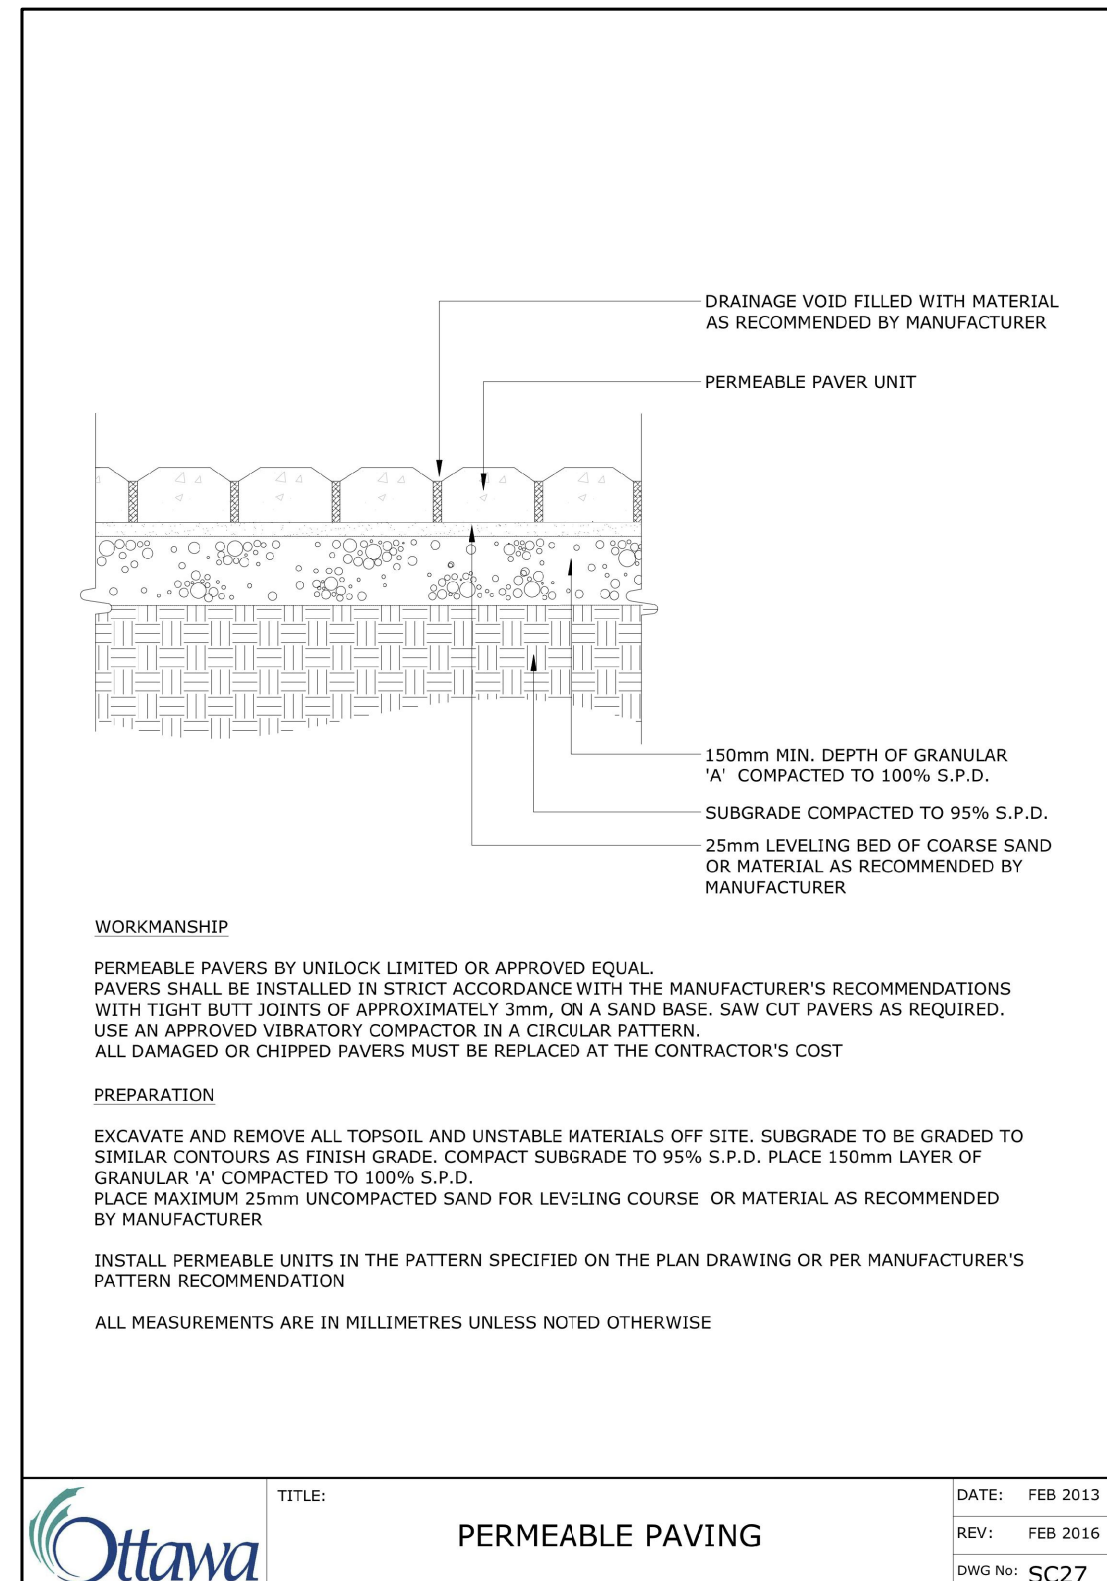 DRAINAGE VOID FILLED WITH MATERIAL
AS RECOMMENDED BY MANUFACTURER
PERMEABLE PAVER UNIT
150mm MIN. DEPTH OF GRANULAR
'A' COMPACTED TO 100% S.P.D.
SUBGRADE COMPACTED TO 95% S.P.D.
25mm LEVELING BED OF COARSE SAND
OR MATERIAL AS RECOMMENDED BY
MANUFACTURER
WORKMANSHIP
PERMEABLE PAVERS BY UNILOCK LIMITED OR APPROVED EQUAL.
PAVERS SHALL BE INSTALLED IN STRICT ACCORDANCE WITH THE MANUFACTURER'S RECOMMENDATIONS
WITH TIGHT BUTT JOINTS OF APPROXIMATELY 3mm, ON A SAND BASE. SAW CUT PAVERS AS REQUIRED.
USE AN APPROVED VIBRATORY COMPACTOR IN A CIRCULAR PATTERN.
ALL DAMAGED OR CHIPPED PAVERS MUST BE REPLACED AT THE CONTRACTOR'S COST
PREPARATION
EXCAVATE AND REMOVE ALL TOPSOIL AND UNSTABLE MATERIALS OFF SITE. SUBGRADE TO BE GRADED TO
SIMILAR CONTOURS AS FINISH GRADE. COMPACT SUBGRADE TO 95% S.P.D. PLACE 150mm LAYER OF
GRANULAR 'A' COMPACTED TO 100% S.P.D.
PLACE MAXIMUM 25mm UNCOMPACTED SAND FOR LEVELING COURSE OR MATERIAL AS RECOMMENDED
BY MANUFACTURER
INSTALL PERMEABLE UNITS IN THE PATTERN SPECIFIED ON THE PLAN DRAWING OR PER MANUFACTURER'S
PATTERN RECOMMENDATION
ALL MEASUREMENTS ARE IN MILLIMETRES UNLESS NOTED OTHERWISE
Ottawa
TITLE:
PERMEABLE PAVING
DATE: FEB 2013
REV: FEB 2016
DWG No: SC27